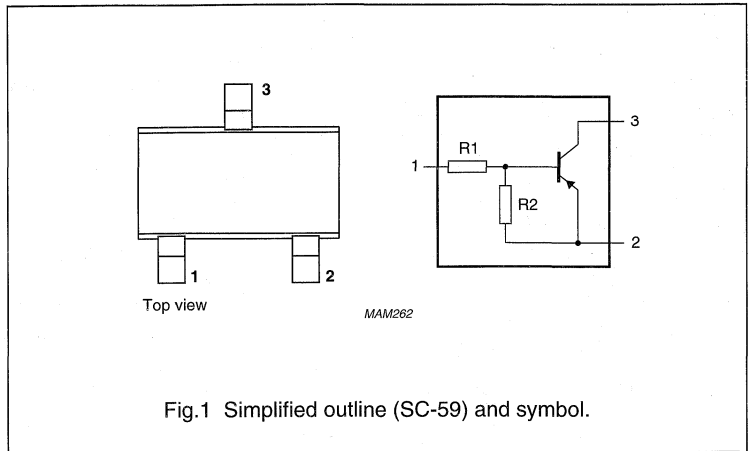 3
1
2
Top view
1
R1
R2
3
2
MAM262
Fig.1 Simplified outline (SC-59) and symbol.